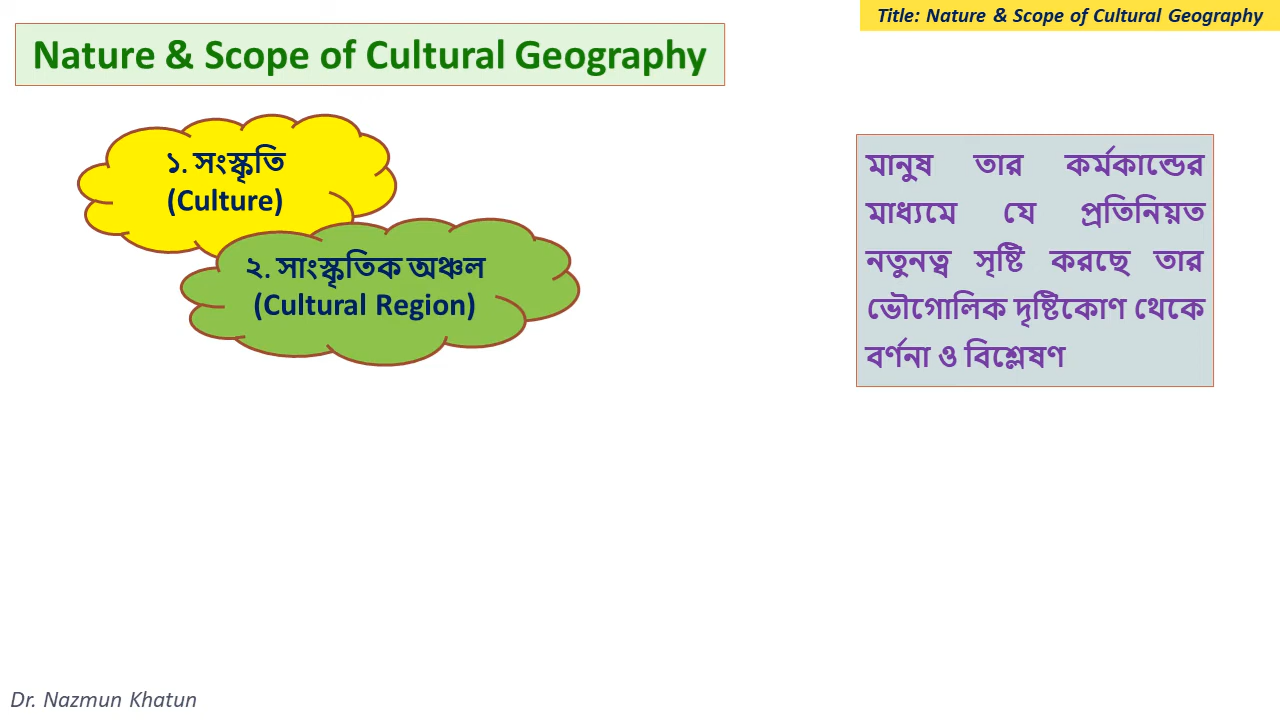 Title: Nature & Scope of Cultural Geography
Nature & Scope of Cultural Geography
১. সংস্কৃতি
(Culture)
২. সাংস্কৃতিক অঞ্চল
(Cultural Region)
মানুষ তার কর্মকান্ডের
মাধ্যমে যে প্রতিনিয়ত
নতুনত্ব সৃষ্টি করছে তার
ভৌগোলিক দৃষ্টিকোণ থেকে
বর্ণনা ও বিশ্লেষণ
Dr. Nazmun Khatun